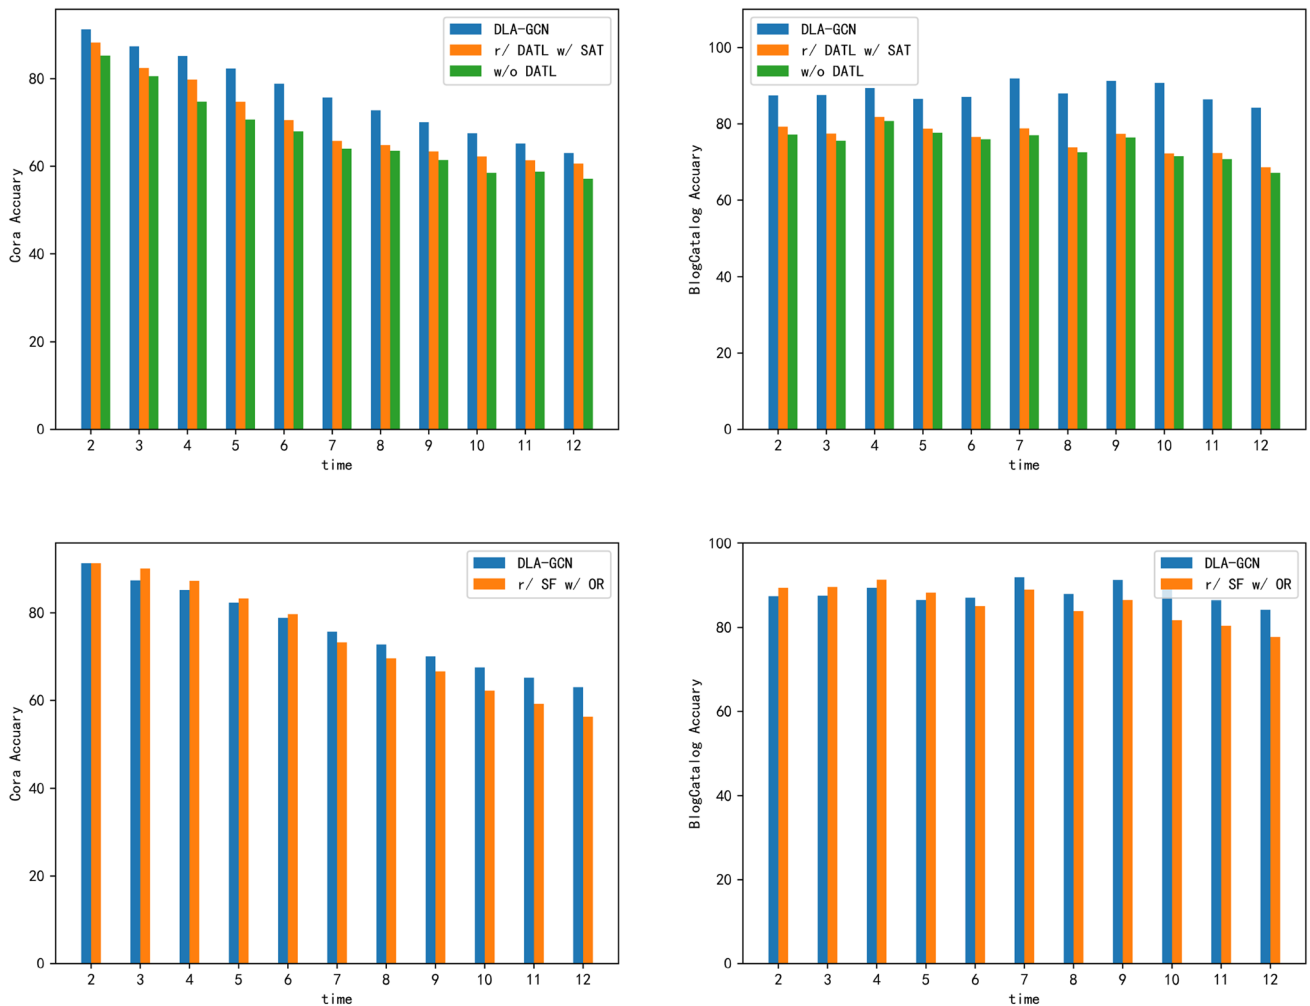 DLA-GCN
r/ DATL w/ SAT
w/o DATL
80
60
40
20
0
Cora Accuary
2 3 4 5 6 7 8 9 10 11 12
time
DLA-GCN
r/ DATL w/ SAT
w/o DATL
100
80
60
40
20
0
BlogCatalog Accuary
2 3 4 5 6 7 8 9 10 11 12
time
DLA-GCN
r/ SF w/ OR
80
60
40
20
0
Cora Accuary
2 3 4 5 6 7 8 9 10 11 12
time
DLA-GCN
r/ SF w/ OR
100
80
60
40
20
0
BlogCatalog Accuary
2 3 4 5 6 7 8 9 10 11 12
time